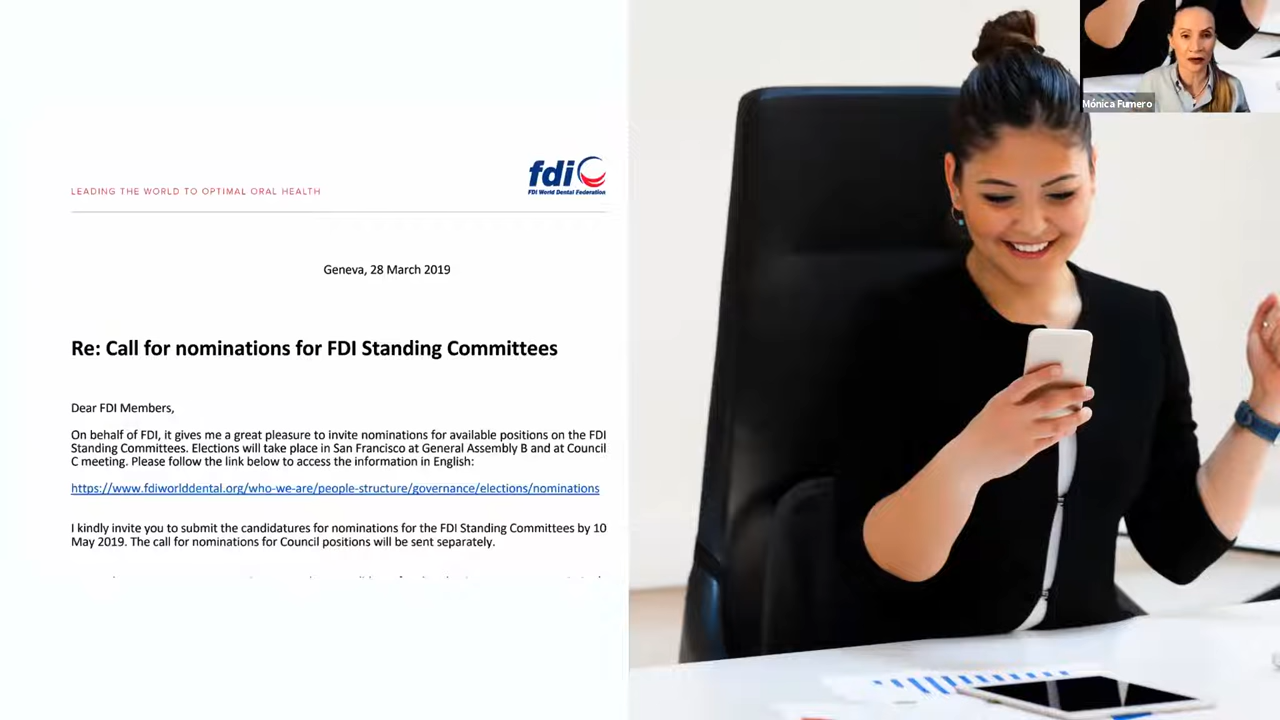 LEADING THE WORLD TO OPTIMAL ORAL HEALTH
fdi
FDI World Dental Federation
Geneva, 28 March 2019
Re: Call for nominations for FDI Standing Committees
Dear FDI Members,
On behalf of FDI, it gives me a great pleasure to invite nominations for available positions on the FDI
Standing Committees. Elections will take place in San Francisco at General Assembly B and at Council
C meeting. Please follow the link below to access the information in English:
https://www.fdiworlddental.org/who-we-are/people-structure/governance/elections/nominations
I kindly invite you to submit the candidatures for nominations for the FDI Standing Committees by 10
May 2019. The call for nominations for Council positions will be sent separately.
Mónica Fumero